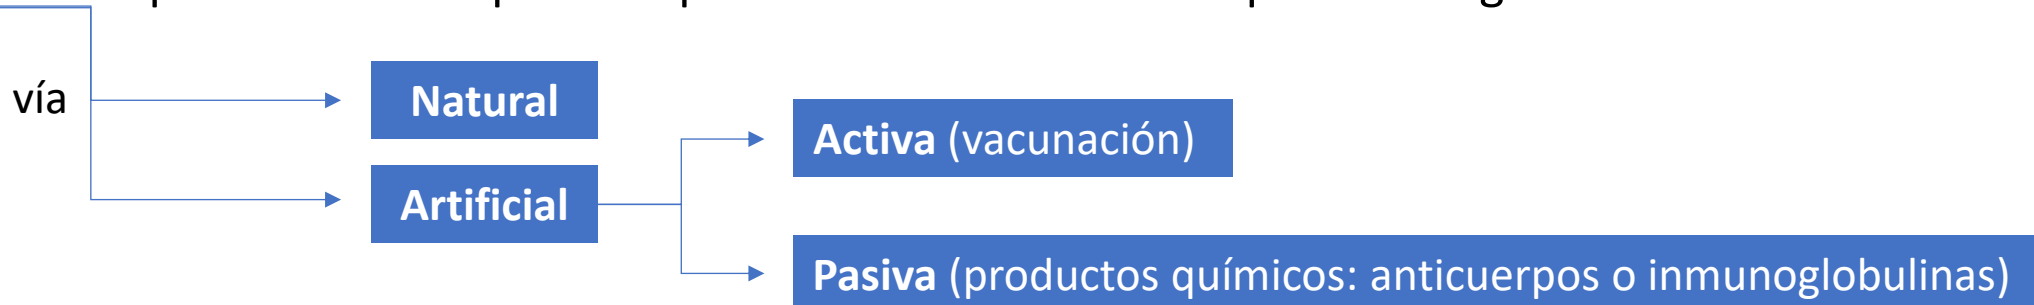 vía
Natural
Artificial
Activa (vacunación)
Pasiva (productos químicos: anticuerpos o inmunoglobulinas)